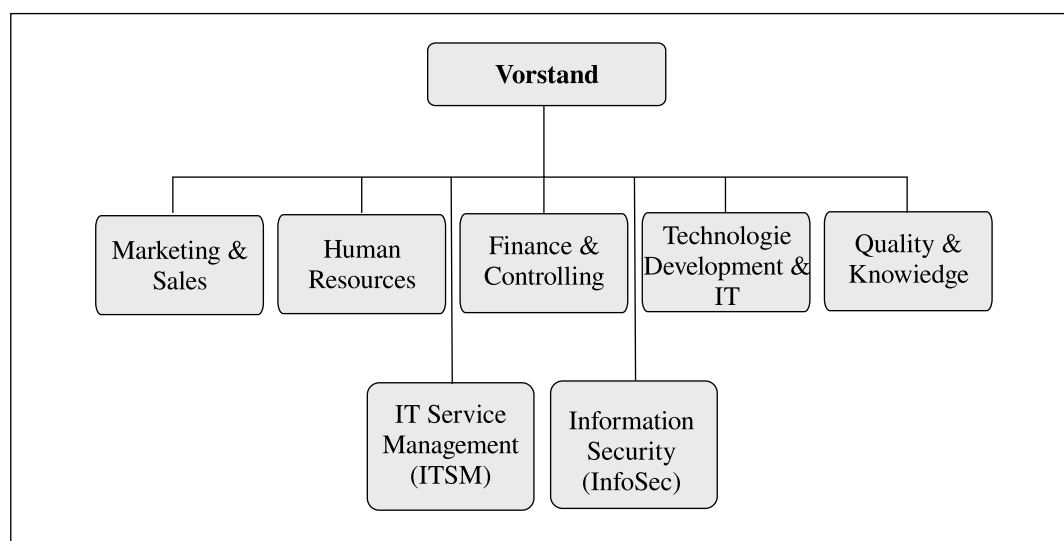 Vorstand
Marketing &
Sales
Human
Resources
Finance &
Controlling
Technologie
Development &
IT
Quality &
Knowiedge
IT Service
Management
(ITSM)
Information
Security
(InfoSec)